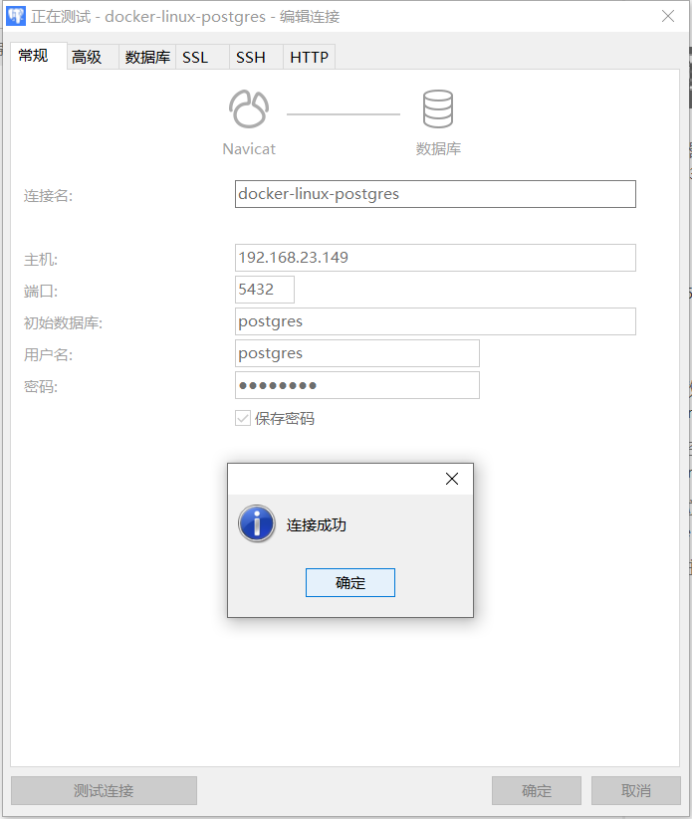 正在测试 - docker-linux-postgres - 编辑连接
常规 高级 数据库 SSL SSH HTTP
Navicat 数据库
连接名: docker-linux-postgres
主机: 192.168.23.149
端口: 5432
初始数据库: postgres
用户名: postgres
密码: ●●●●●●●●
保存密码
连接成功
确定
测试连接 确定 取消